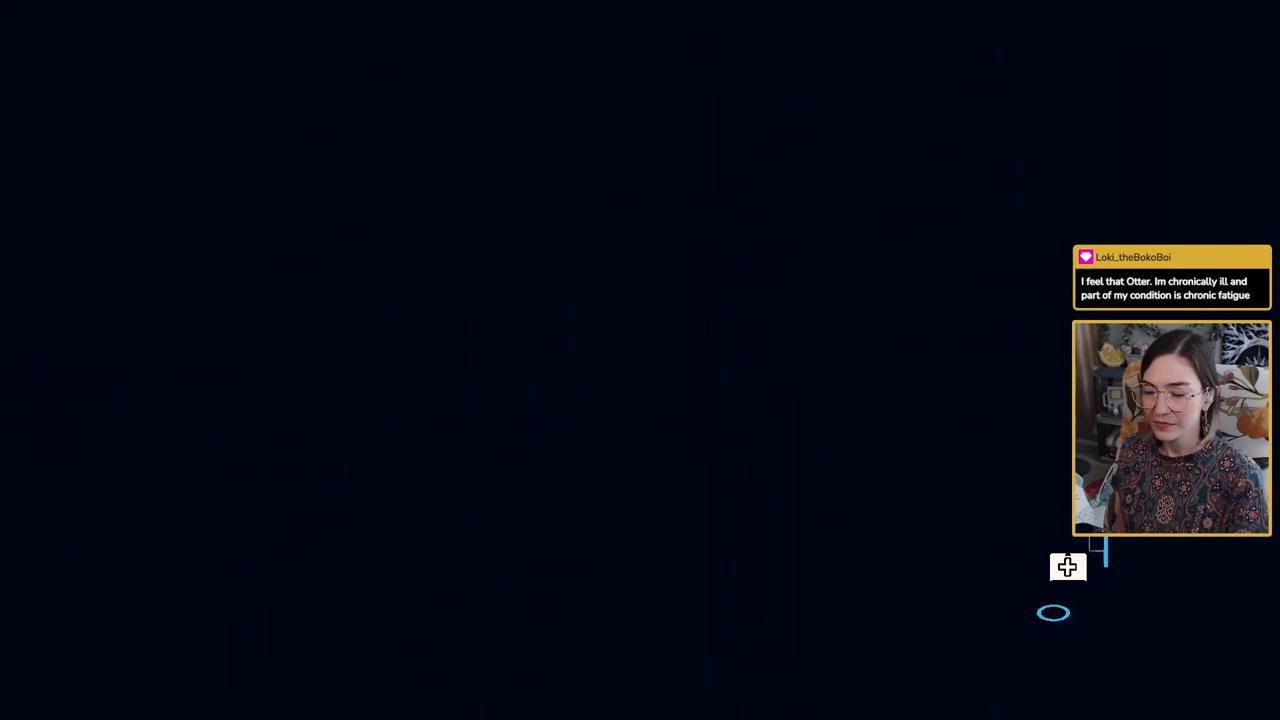 Loki_theBokoBoi
I feel that Otter. Im chronically ill and
part of my condition is chronic fatigue